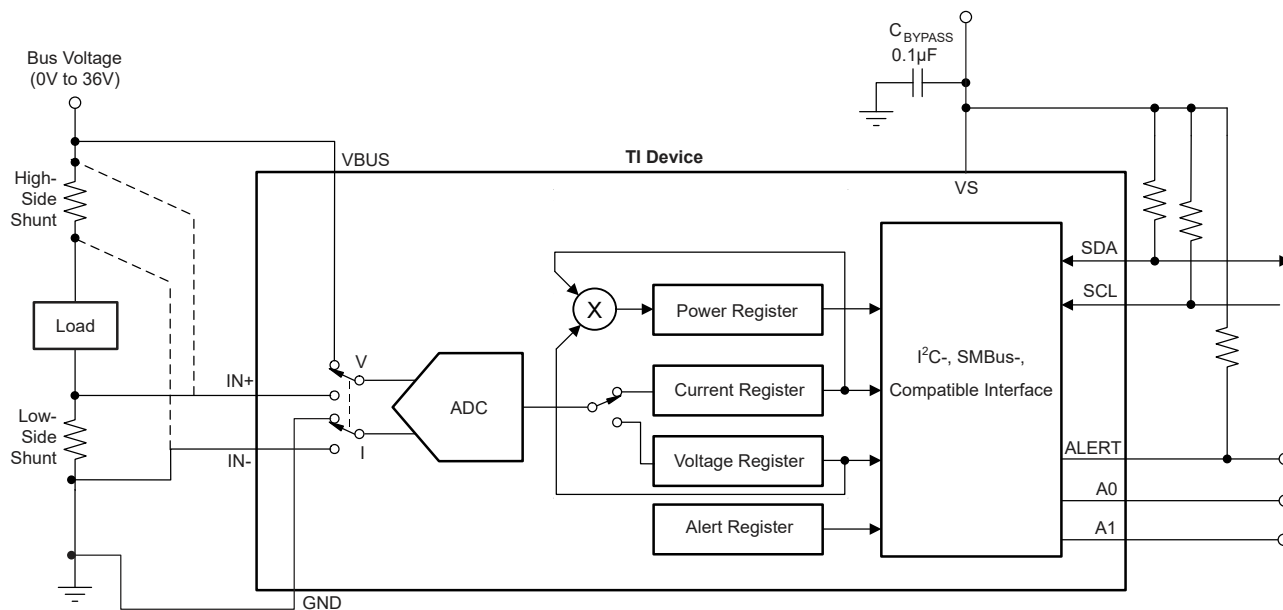 Bus Voltage
(0V to 36V)
C BYPASS
0.1µF
VBUS
TI Device
VS
High-
Side
Shunt
SDA
Power Register
X
SCL
Load
V
I²C-, SMBus-,
Compatible Interface
IN+
ADC
Current Register
Low-
Side
Shunt
I
IN-
Voltage Register
ALERT
A0
Alert Register
A1
GND